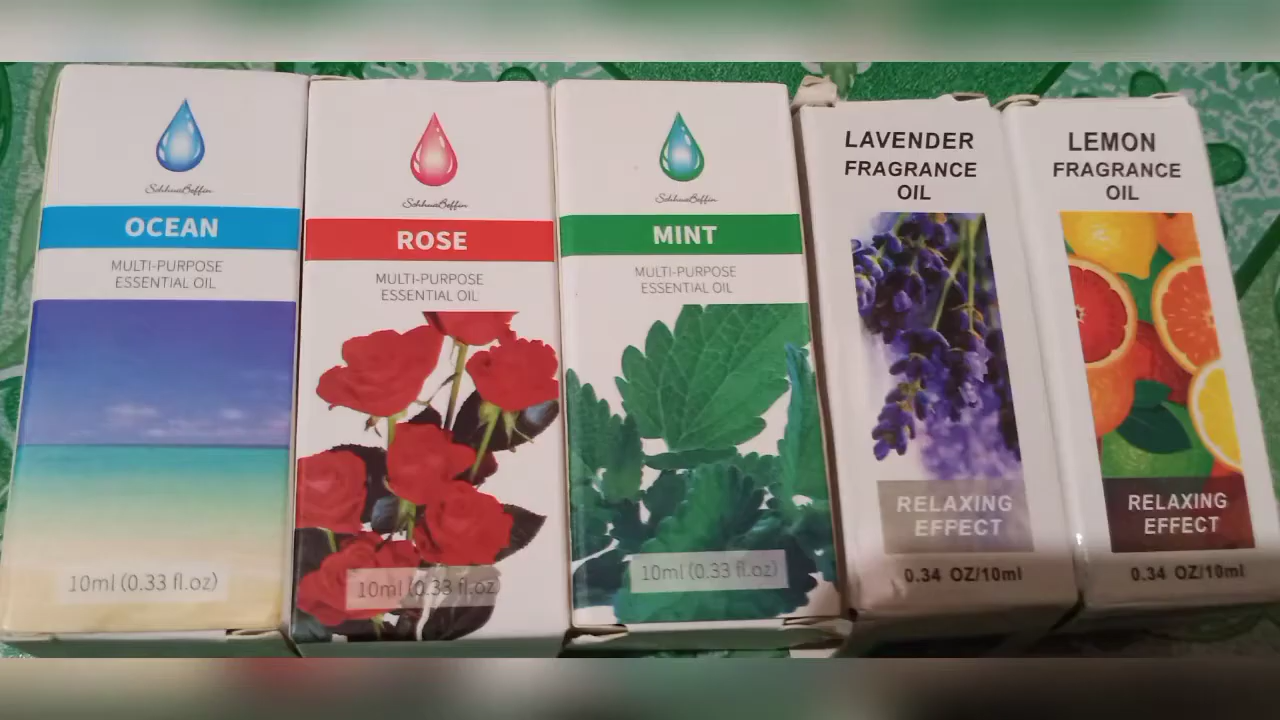 OCEAN
MULTI-PURPOSE
ESSENTIAL OIL
10ml (0.33 fl.oz)
ROSE
MULTI-PURPOSE
ESSENTIAL OIL
10ml (0.33 fl.oz)
MINT
MULTI-PURPOSE
ESSENTIAL OIL
10ml (0.33 fl.oz)
LAVENDER
FRAGRANCE
OIL
RELAXING
EFFECT
0.34 OZ/10ml
LEMON
FRAGRANCE
OIL
RELAXING
EFFECT
0.34 OZ/10ml